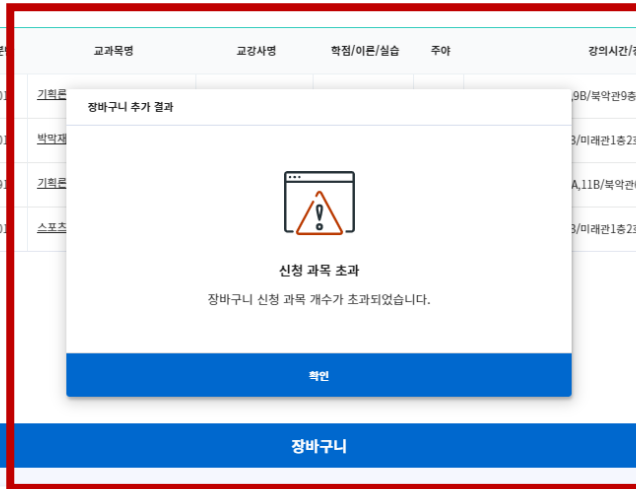 교과목명 교강사명 학점/이론/실습 주야 강의시간/
기획론 ,9B/북악관9층
박막재 B/미래관1층2
기획론 A,11B/북악관
스포츠 B/미래관1층2
장바구니 추가 결과
신청 과목 초과
장바구니 신청 과목 개수가 초과되었습니다.
확인
장바구니